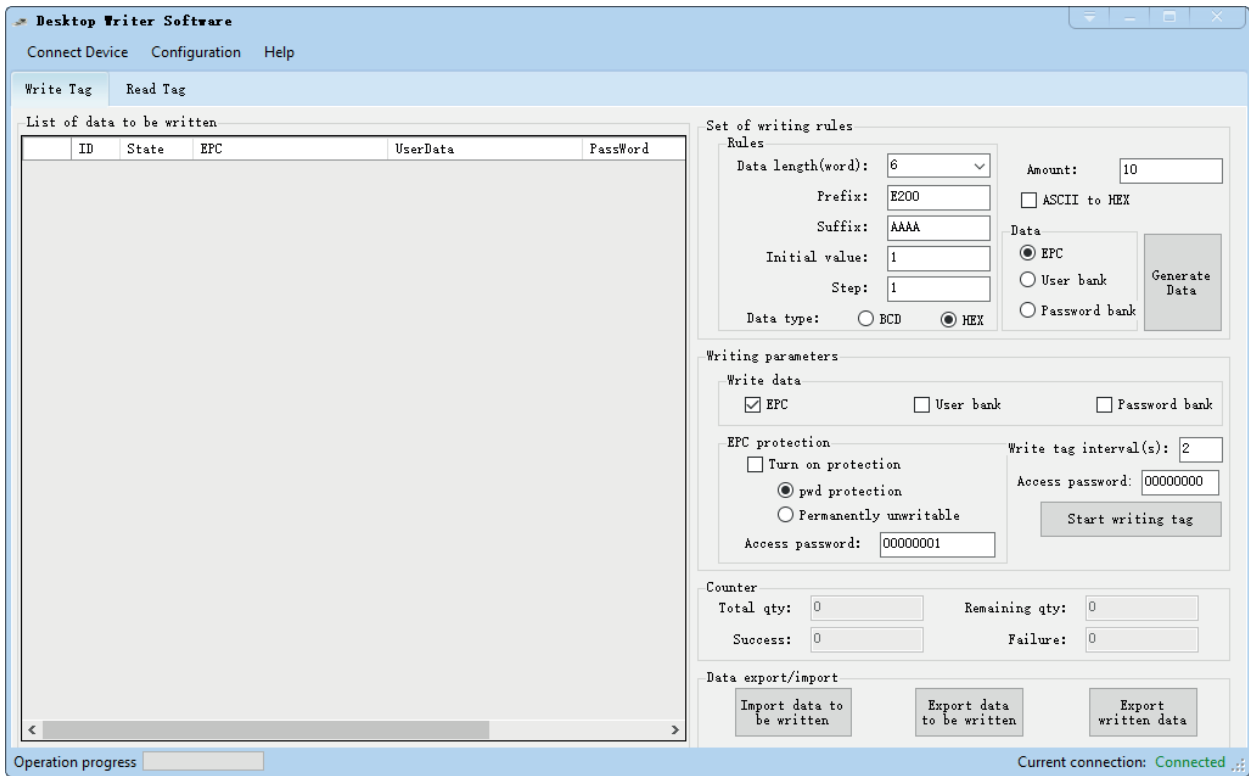 Desktop Writer Software
Connect Device Configuration Help
Write Tag Read Tag
List of data to be written
ID State EPC UserData PassWord
Set of writing rules
Rules
Data length(word): 6
Prefix: E200
Suffix: AAAA
Initial value: 1
Step: 1
Data type: BCD HEX
Amount: 10
ASCII to HEX
Data
EPC
User bank
Password bank
Generate
Data
Writing parameters
Write data
EPC User bank Password bank
EPC protection
Turn on protection
pwd protection
Permanently unwritable
Access password: 00000001
Write tag interval(s): 2
Access password: 00000000
Start writing tag
Counter
Total qty: 0 Remaining qty: 0
Success: 0 Failure: 0
Data export/import
Import data to
be written
Export data
to be written
Export
written data
Operation progress
Current connection: Connected